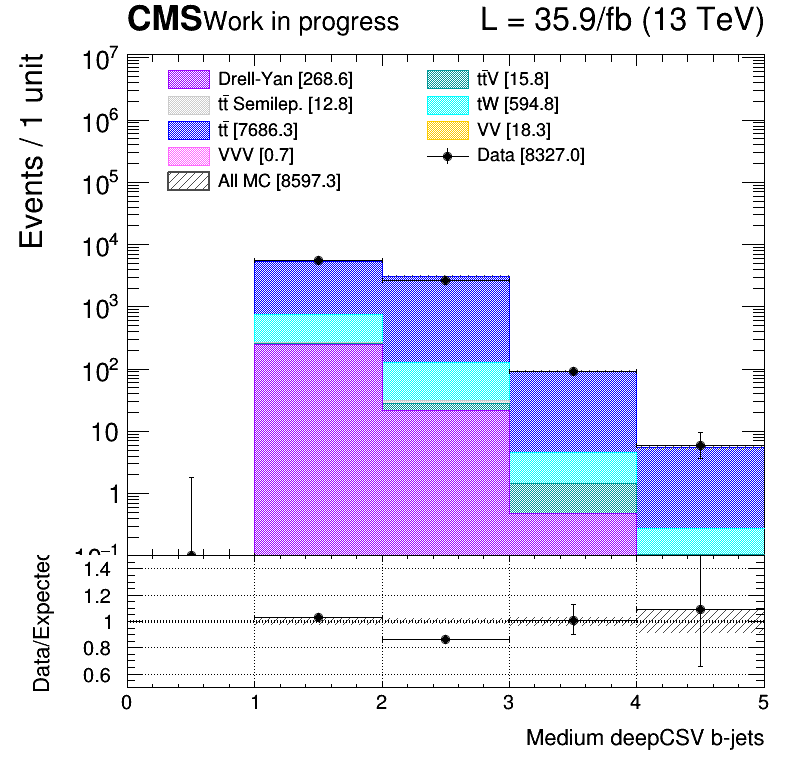 CMS Work in progress L = 35.9/fb (13 TeV)
Events / 1 unit
10⁷
10⁶
10⁵
10⁴
10³
10²
10
1
10⁻¹
Drell-Yan [268.6]
tt̄ Semilep. [12.8]
tt̄ [7686.3]
VVV [0.7]
All MC [8597.3]
tt̄V [15.8]
tW [594.8]
VV [18.3]
Data [8327.0]
Data/Expected
1.4
1.2
1
0.8
0.6
0 1 2 3 4 5
Medium deepCSV b-jets